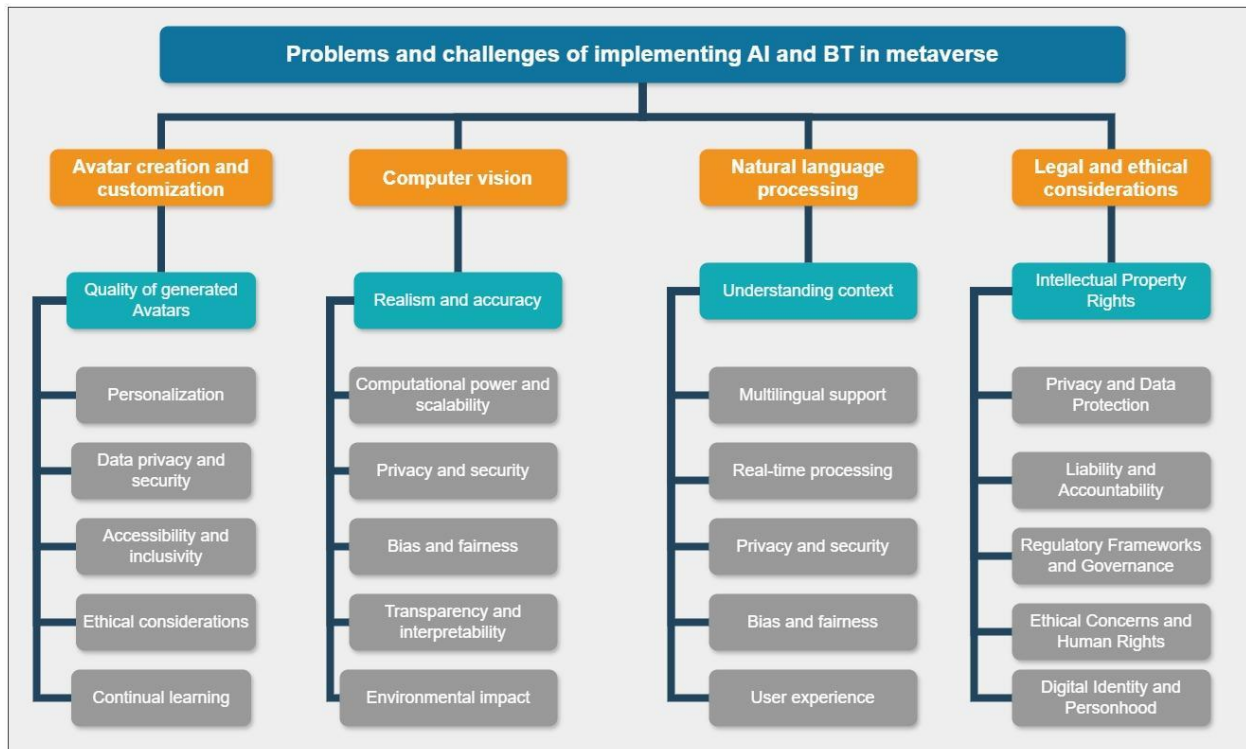 Problems and challenges of implementing AI and BT in metaverse
Avatar creation and
customization
Computer vision
Natural language
processing
Legal and ethical
considerations
Quality of generated
Avatars
Personalization
Data privacy and
security
Accessibility and
inclusivity
Ethical considerations
Continual learning
Realism and accuracy
Computational power and
scalability
Privacy and security
Bias and fairness
Transparency and
interpretability
Environmental impact
Understanding context
Multilingual support
Real-time processing
Privacy and security
Bias and fairness
User experience
Intellectual Property
Rights
Privacy and Data
Protection
Liability and
Accountability
Regulatory Frameworks
and Governance
Ethical Concerns and
Human Rights
Digital Identity and
Personhood